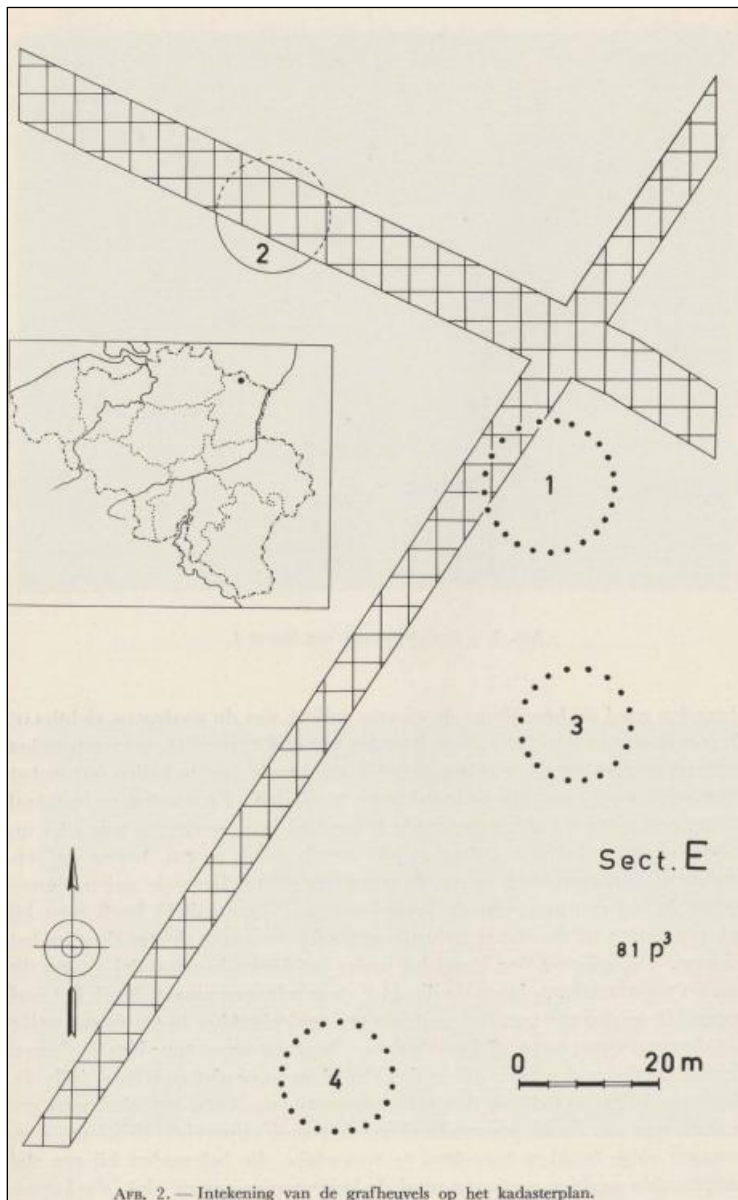 2
1
3
Sect. E
81 p³
4
0 20 m
AFB. 2. — Intekening van de grafheuvels op het kadasterplan.